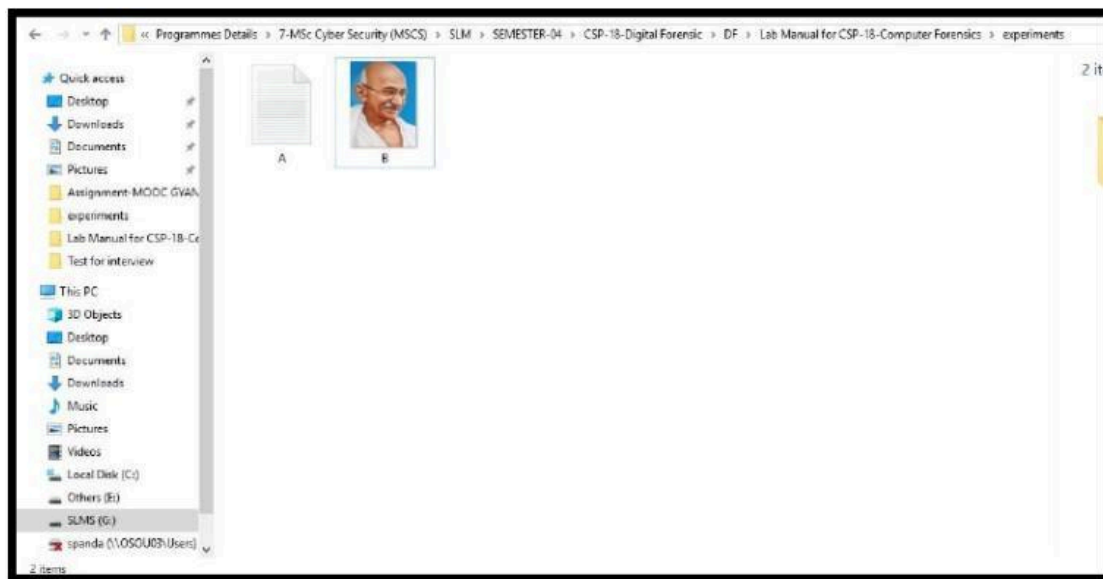 « Programmes Details > 7-MSc Cyber Security (MSCS) > SLM > SEMESTER-04 > CSP-18-Digital Forensic > DF > Lab Manual for CSP-18-Computer Forensics > experiments
Quick access
Desktop
Downloads
Documents
Pictures
Assignment-MOOC GYAN
experiments
Lab Manual for CSP-18-Co
Test for interview
This PC
3D Objects
Desktop
Documents
Downloads
Music
Pictures
Videos
Local Disk (C:)
Others (E:)
SLMS (G:)
spanda (\\OSOU03\Users)
2 items
A
B
2 it